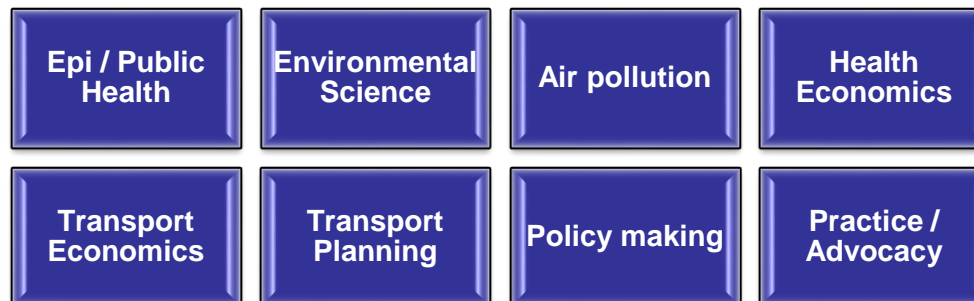 Epi / Public
Health
Environmental
Science
Air pollution
Health
Economics
Transport
Economics
Transport
Planning
Policy making
Practice /
Advocacy